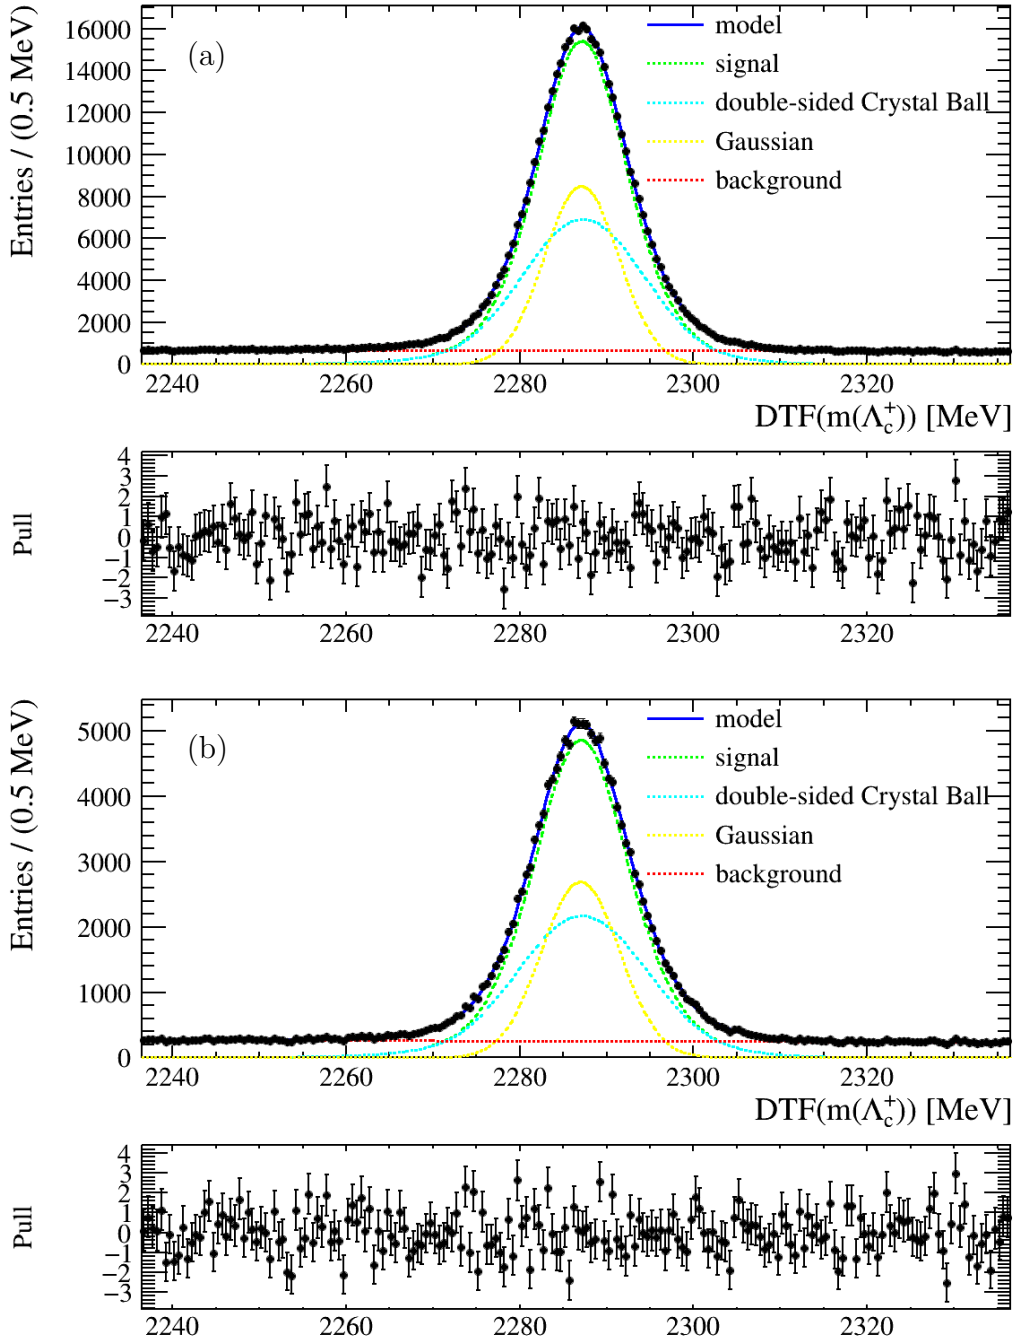 (a)
Entries / (0.5 MeV)
16000
14000
12000
10000
8000
6000
4000
2000
0
model
signal
double-sided Crystal Ball
Gaussian
background
2240 2260 2280 2300 2320
DTF(m(Λc+)) [MeV]
Pull
4
3
2
1
0
−1
−2
−3
2240 2260 2280 2300 2320
(b)
Entries / (0.5 MeV)
5000
4000
3000
2000
1000
0
model
signal
double-sided Crystal Ball
Gaussian
background
2240 2260 2280 2300 2320
DTF(m(Λc+)) [MeV]
Pull
4
3
2
1
0
−1
−2
−3
2240 2260 2280 2300 2320